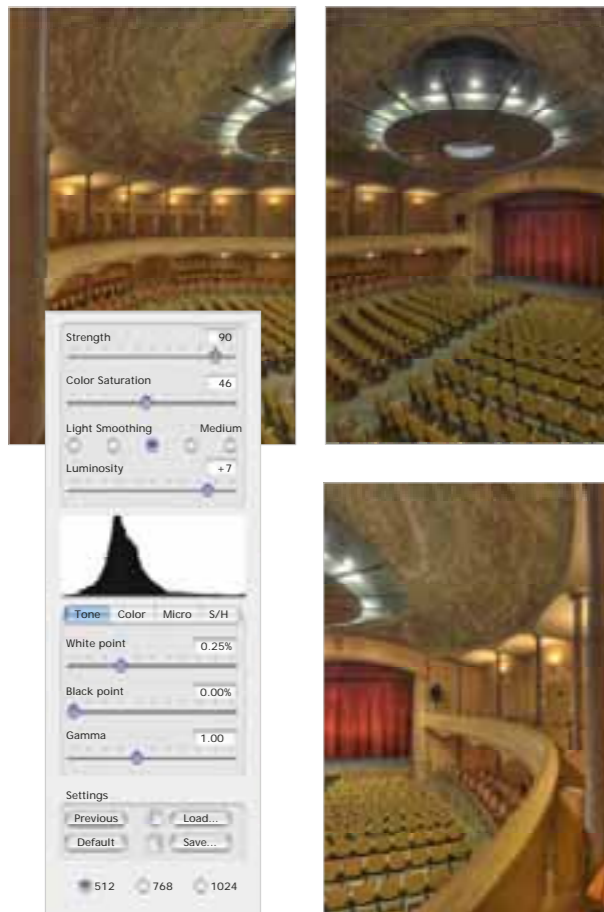 Strength 90
Color Saturation 46
Light Smoothing Medium
Luminosity +7
Tone Color Micro S/H
White point 0.25%
Black point 0.00%
Gamma 1.00
Settings
Previous Load...
Default Save...
512 768 1024